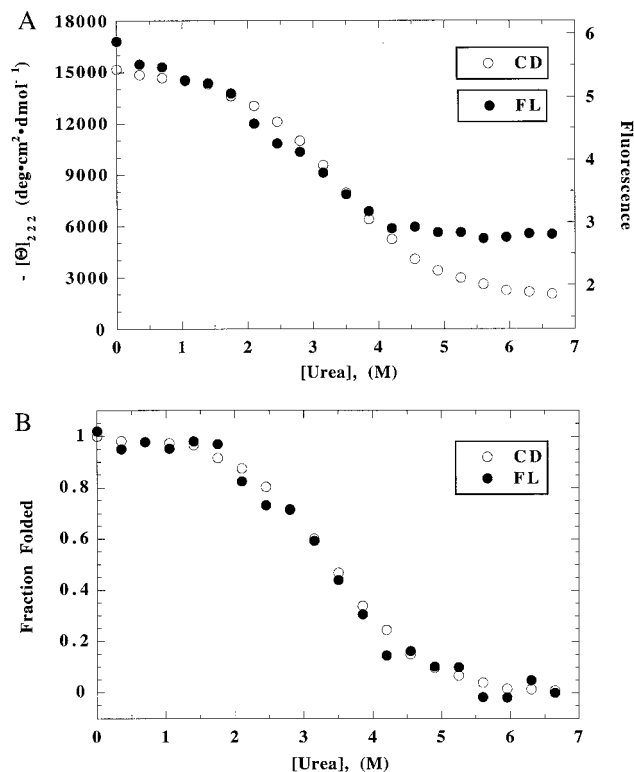 A
- [Θ]222 (deg•cm²•dmol⁻¹)
18000
15000
12000
9000
6000
3000
0
CD
FL
6
5
4
3
2
Fluorescence
0 1 2 3 4 5 6 7
[Urea], (M)
B
Fraction Folded
1
0.8
0.6
0.4
0.2
0
CD
FL
0 1 2 3 4 5 6 7
[Urea], (M)